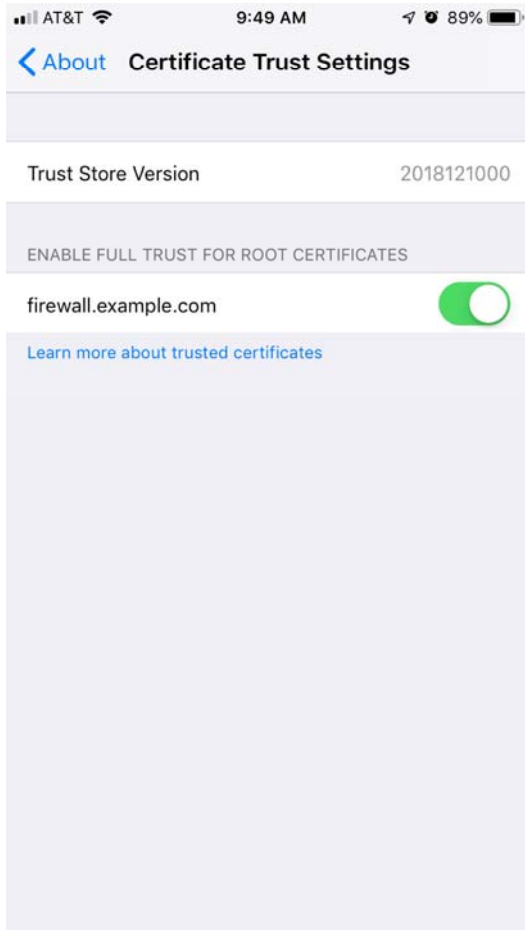 AT&T 9:49 AM 89%
About Certificate Trust Settings
Trust Store Version 2018121000
ENABLE FULL TRUST FOR ROOT CERTIFICATES
firewall.example.com
Learn more about trusted certificates